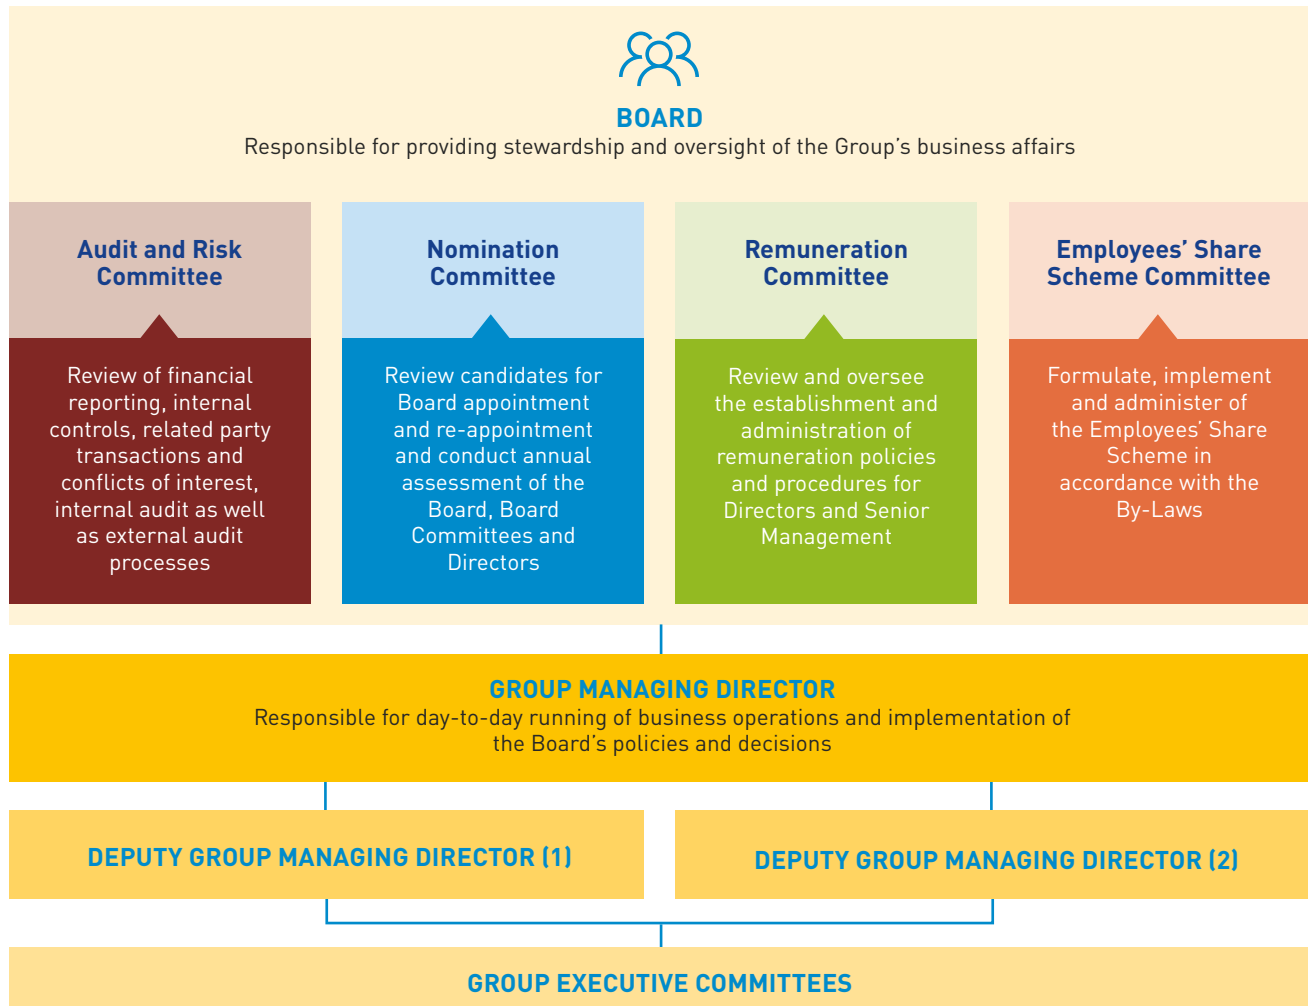 BOARD
Responsible for providing stewardship and oversight of the Group's business affairs
Audit and Risk
Committee
Review of financial
reporting, internal
controls, related party
transactions and
conflicts of interest,
internal audit as well
as external audit
processes
Nomination
Committee
Review candidates for
Board appointment
and re-appointment
and conduct annual
assessment of the
Board, Board
Committees and
Directors
Remuneration
Committee
Review and oversee
the establishment and
administration of
remuneration policies
and procedures for
Directors and Senior
Management
Employees' Share
Scheme Committee
Formulate, implement
and administer of
the Employees' Share
Scheme in
accordance with the
By-Laws
GROUP MANAGING DIRECTOR
Responsible for day-to-day running of business operations and implementation of
the Board's policies and decisions
DEPUTY GROUP MANAGING DIRECTOR (1)
DEPUTY GROUP MANAGING DIRECTOR (2)
GROUP EXECUTIVE COMMITTEES